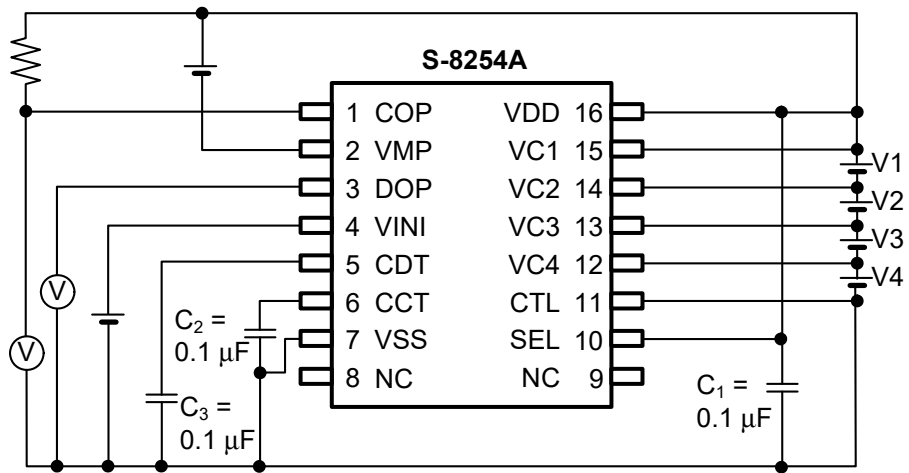 S-8254A
1 COP VDD 16
2 VMP VC1 15
3 DOP VC2 14
4 VINI VC3 13
5 CDT VC4 12
6 CCT CTL 11
7 VSS SEL 10
8 NC NC 9
V1
V2
V3
V4
V
V
C₂ =
0.1 μF
C₃ =
0.1 μF
C₁ =
0.1 μF